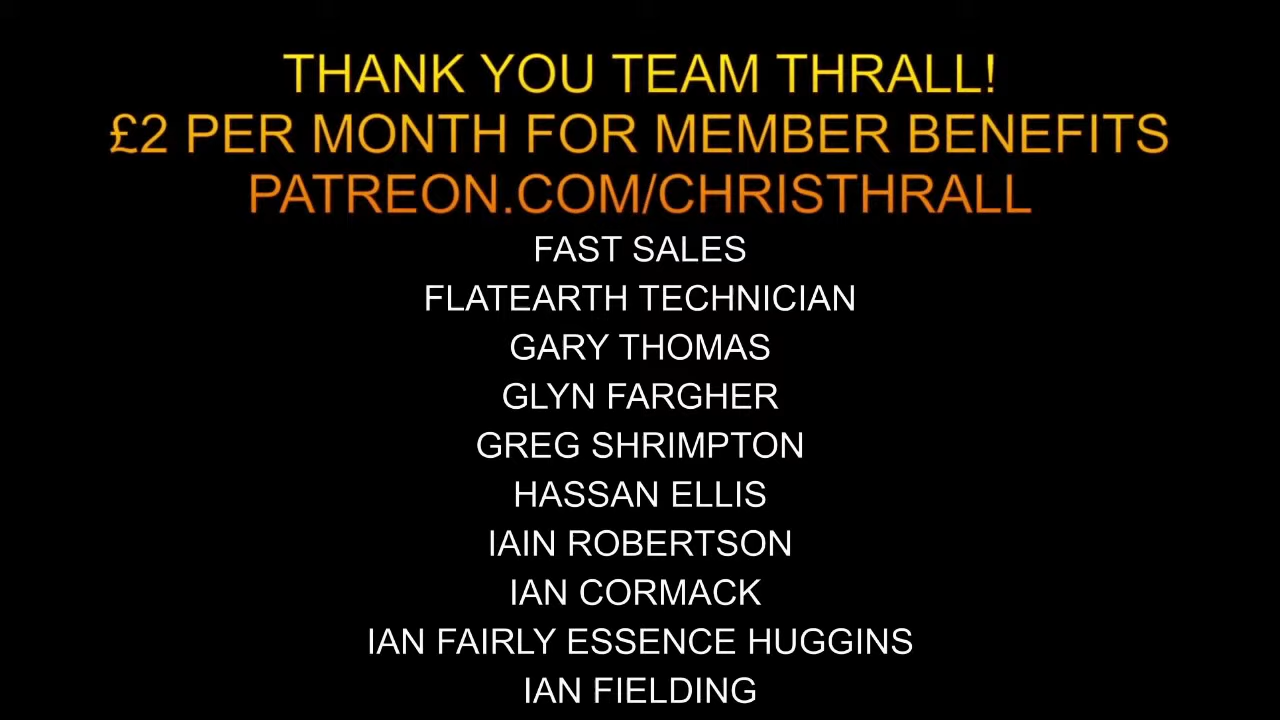 THANK YOU TEAM THRALL!
£2 PER MONTH FOR MEMBER BENEFITS
PATREON.COM/CHRISTHRALL
FAST SALES
FLATEARTH TECHNICIAN
GARY THOMAS
GLYN FARGHER
GREG SHRIMPTON
HASSAN ELLIS
IAIN ROBERTSON
IAN CORMACK
IAN FAIRLY ESSENCE HUGGINS
IAN FIELDING